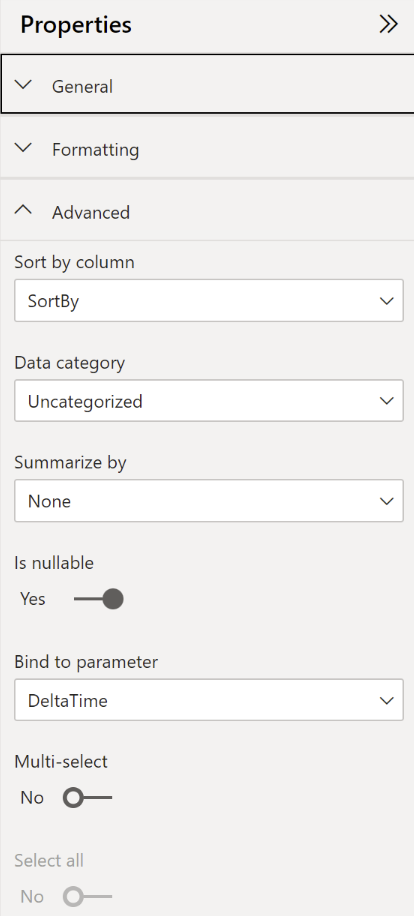 Properties
General
Formatting
Advanced
Sort by column
SortBy
Data category
Uncategorized
Summarize by
None
Is nullable
Yes
Bind to parameter
DeltaTime
Multi-select
No
Select all
No